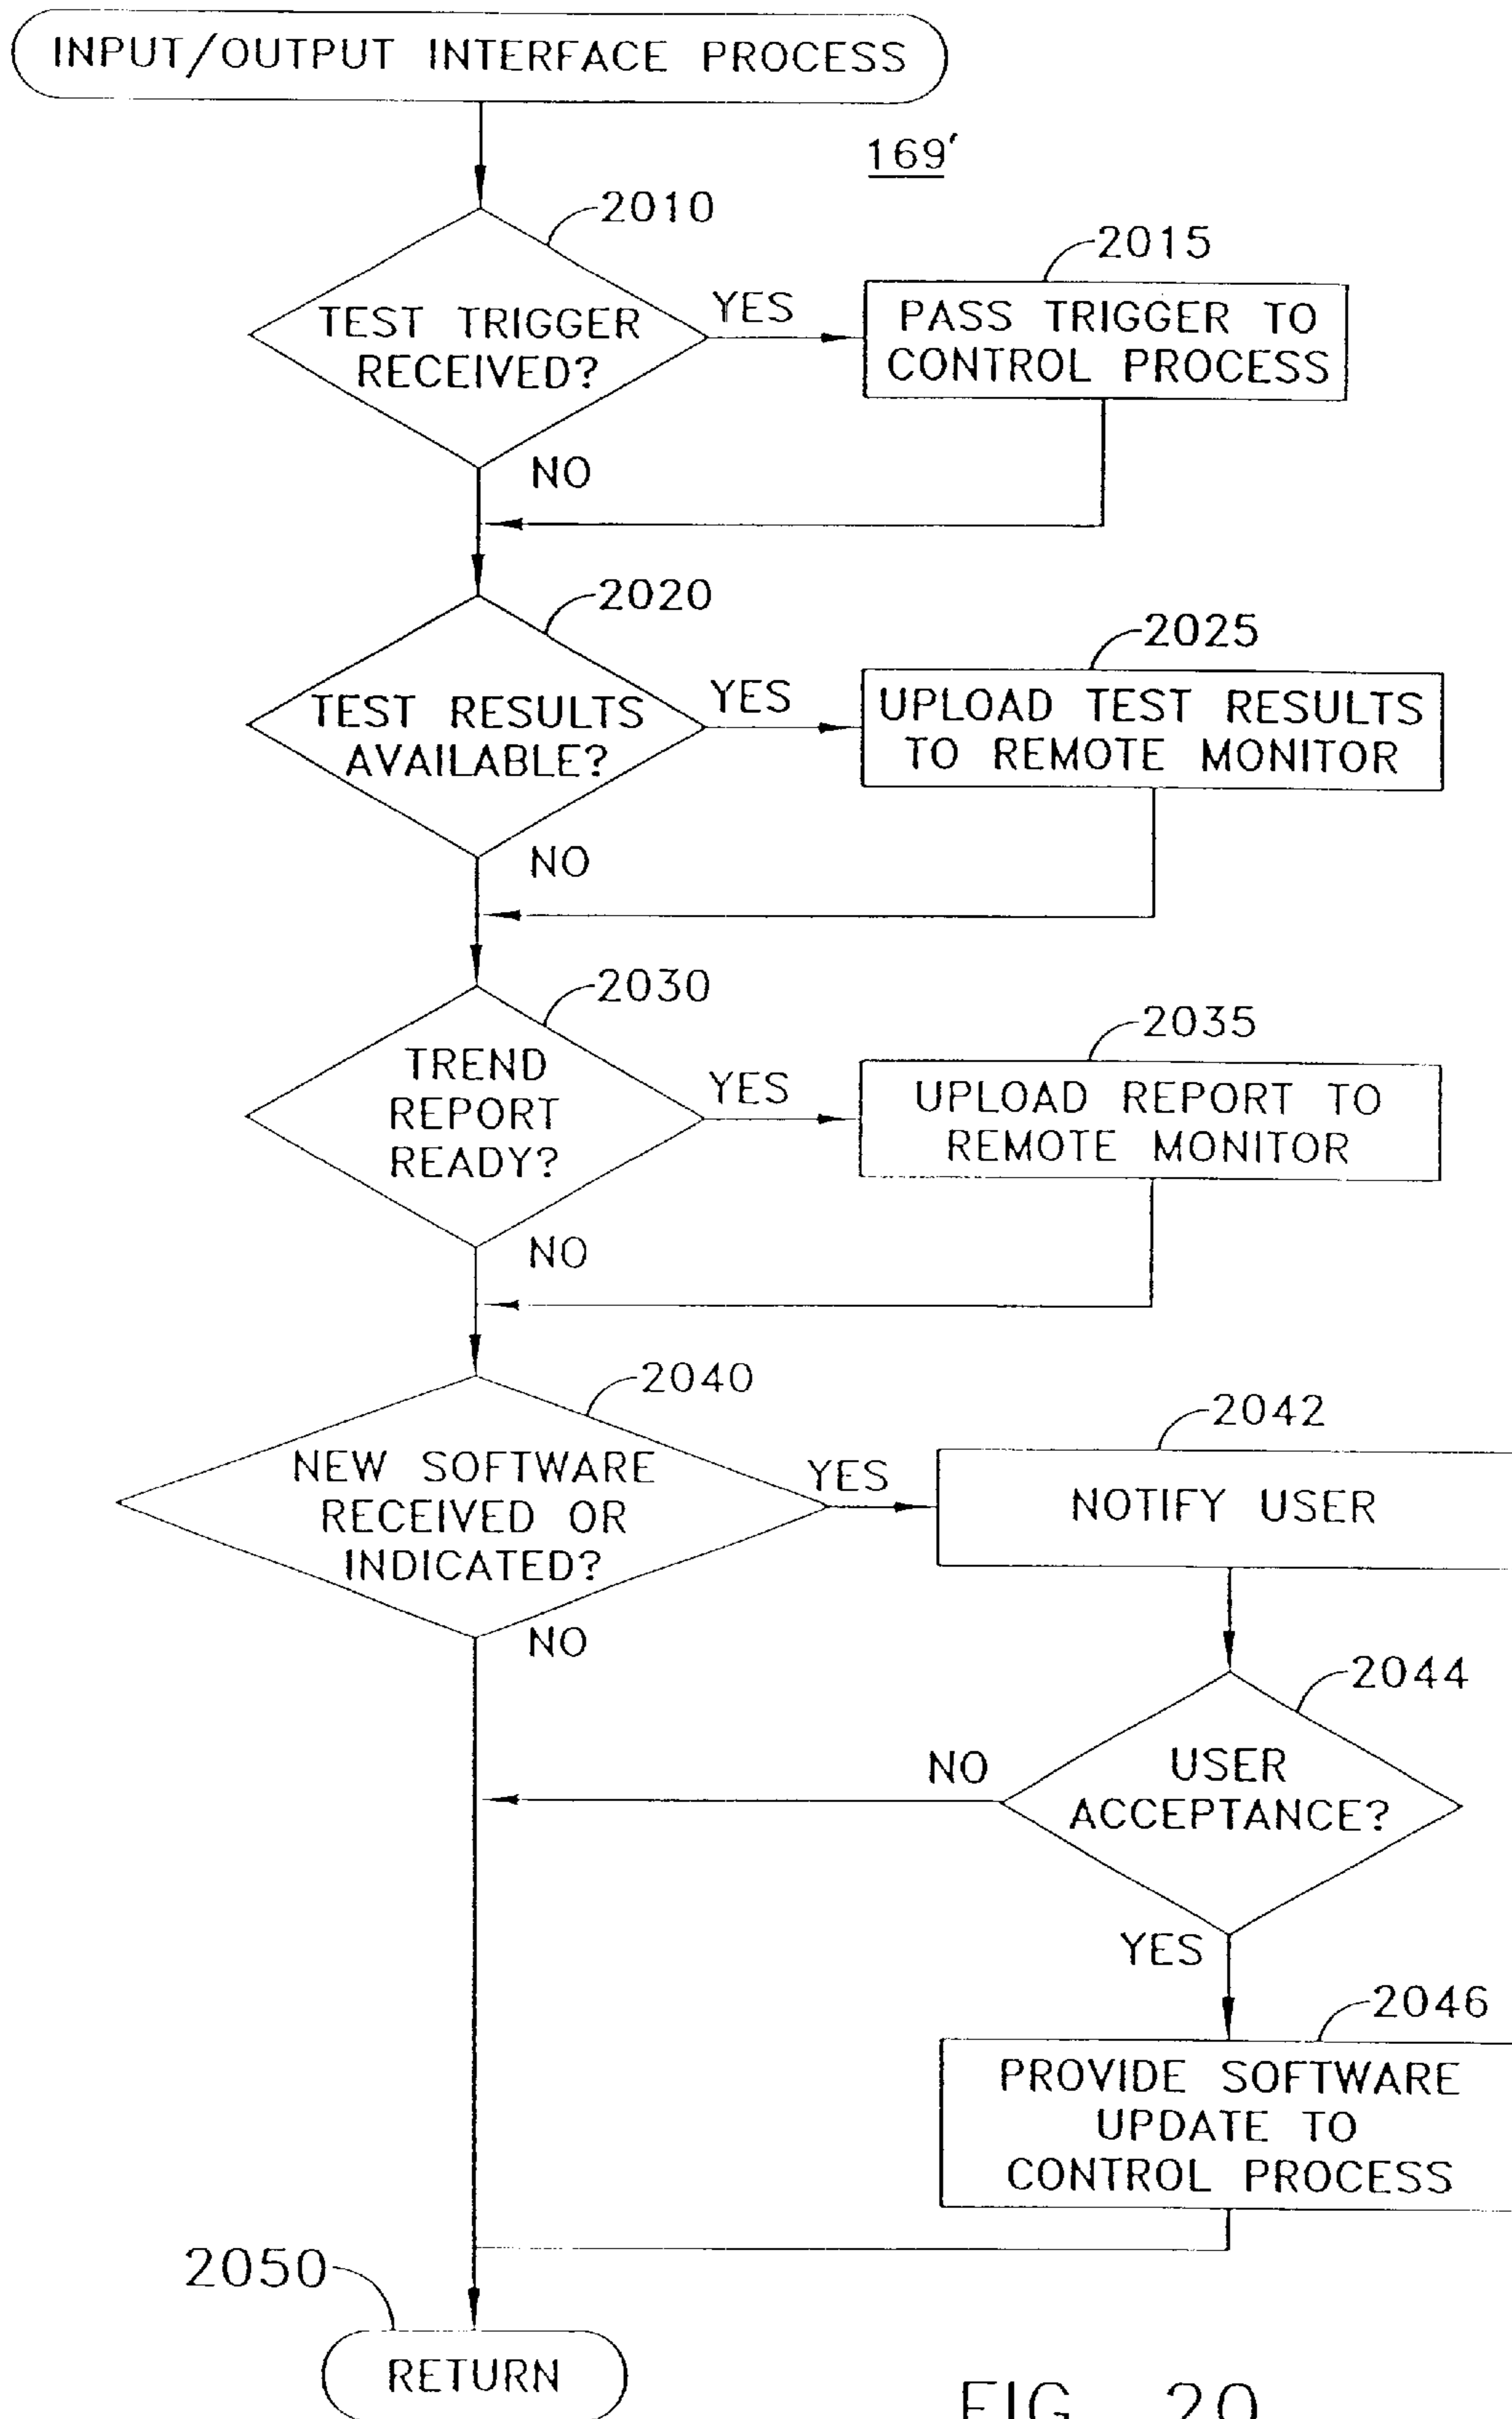 INPUT/OUTPUT INTERFACE PROCESS
169'
2010
TEST TRIGGER
RECEIVED?
YES
2015
PASS TRIGGER TO
CONTROL PROCESS
NO
2020
TEST RESULTS
AVAILABLE?
YES
2025
UPLOAD TEST RESULTS
TO REMOTE MONITOR
NO
2030
TREND
REPORT
READY?
YES
2035
UPLOAD REPORT TO
REMOTE MONITOR
NO
2040
NEW SOFTWARE
RECEIVED OR
INDICATED?
YES
2042
NOTIFY USER
NO
2044
USER
ACCEPTANCE?
NO
YES
2046
PROVIDE SOFTWARE
UPDATE TO
CONTROL PROCESS
2050
RETURN
FIG. 20